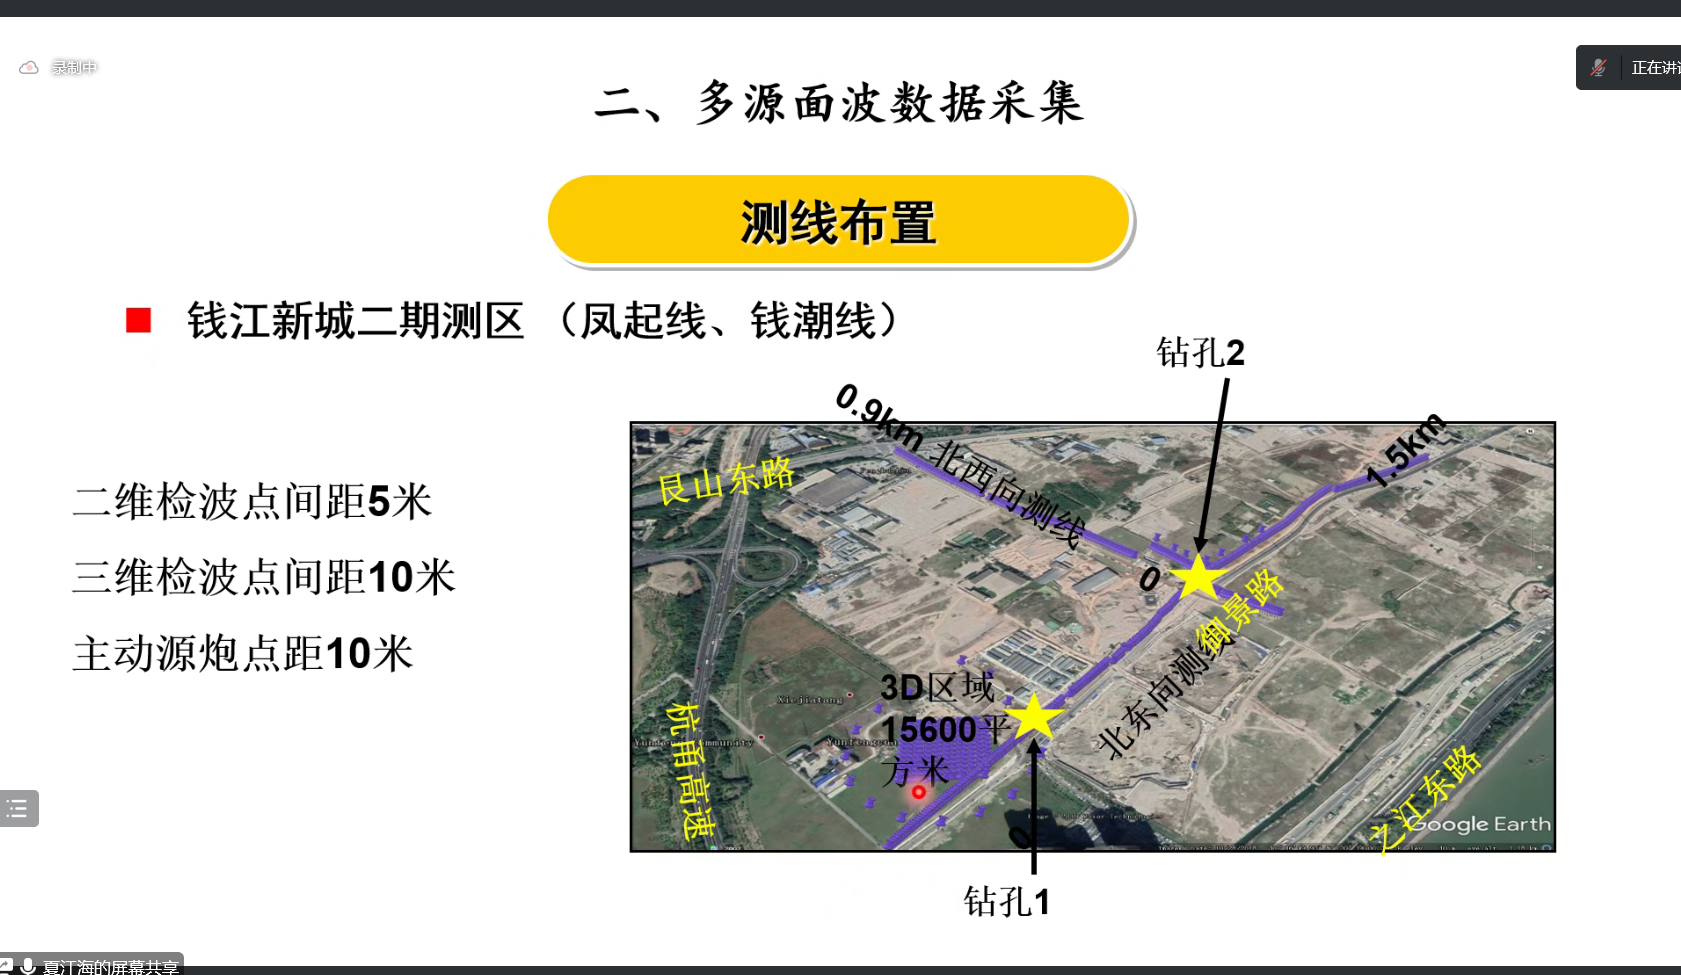 录制中
正在讲
二、多源面波数据采集
测线布置
钱江新城二期测区 （凤起线、钱潮线）
钻孔2
0.9km
北西向测线
1.5km
艮山东路
二维检波点间距5米
三维检波点间距10米
主动源炮点距10米
0
御景路
北东向测线
3D区域
15600平
方米
Xiejiatang
杭甬高速
之江东路
Google Earth
0
钻孔1
夏江海的屏幕共享